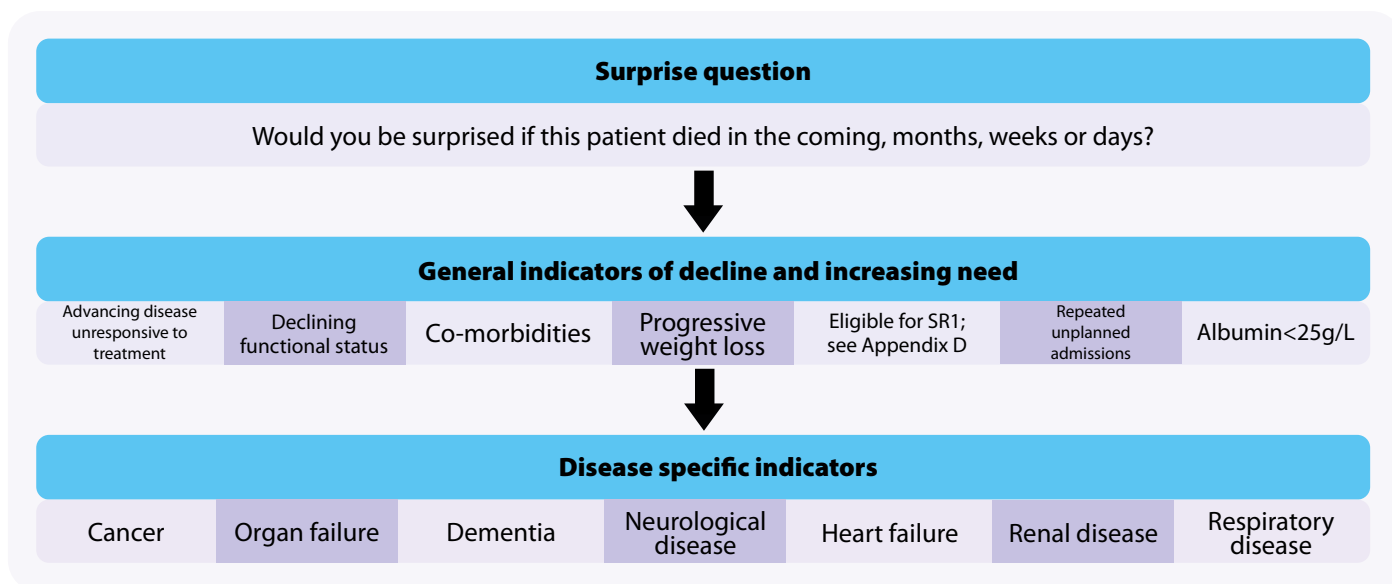 Surprise question
Would you be surprised if this patient died in the coming, months, weeks or days?
General indicators of decline and increasing need
Advancing disease
unresponsive to
treatment
Declining
functional status
Co-morbidities
Progressive
weight loss
Eligible for SR1;
see Appendix D
Repeated
unplanned
admissions
Albumin<25g/L
Disease specific indicators
Cancer
Organ failure
Dementia
Neurological
disease
Heart failure
Renal disease
Respiratory
disease